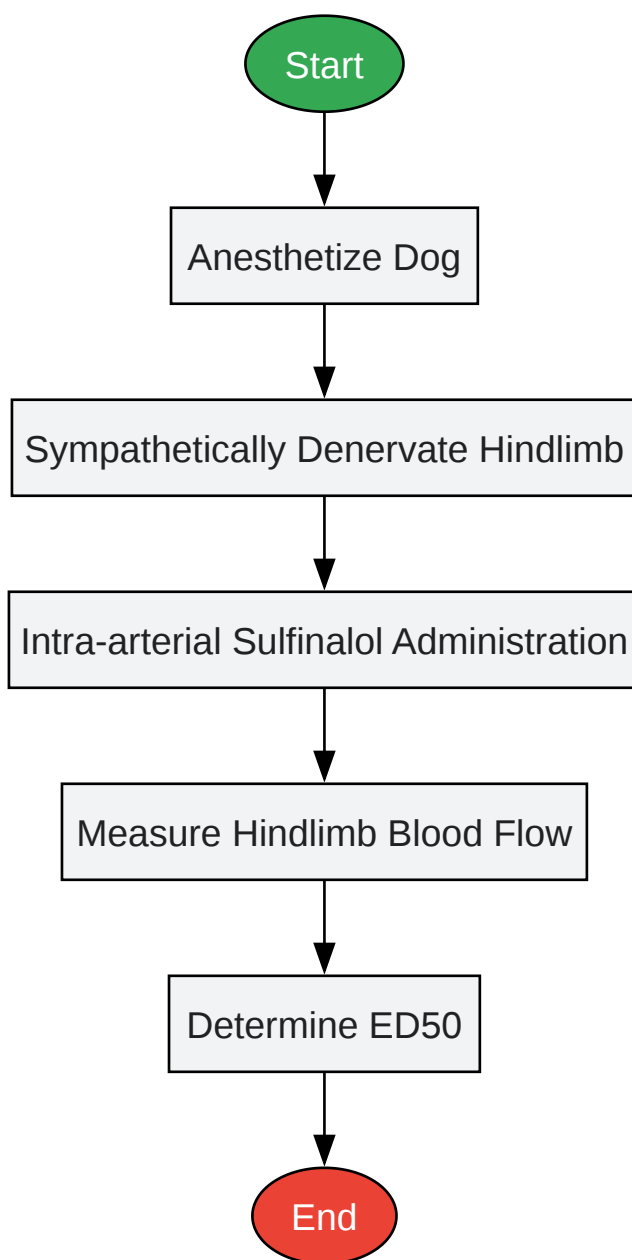 Start
Anesthetize Dog
Sympathetically Denervate Hindlimb
Intra-arterial Sulfinalol Administration
Measure Hindlimb Blood Flow
Determine ED50
End